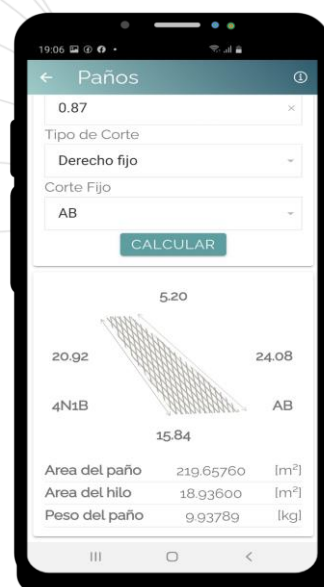 19:06
Paños
0.87
Tipo de Corte
Derecho fijo
Corte Fijo
AB
CALCULAR
5.20
20.92 24.08
4N1B AB
15.84
Area del paño 219.65760 [m²]
Area del hilo 18.93600 [m²]
Peso del paño 9.93789 [kg]